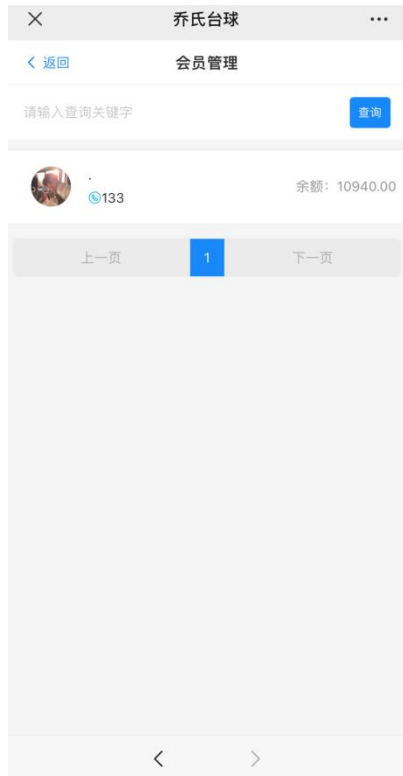 乔氏台球
返回
会员管理
请输入查询关键字
查询
.
133
余额：10940.00
上一页
1
下一页